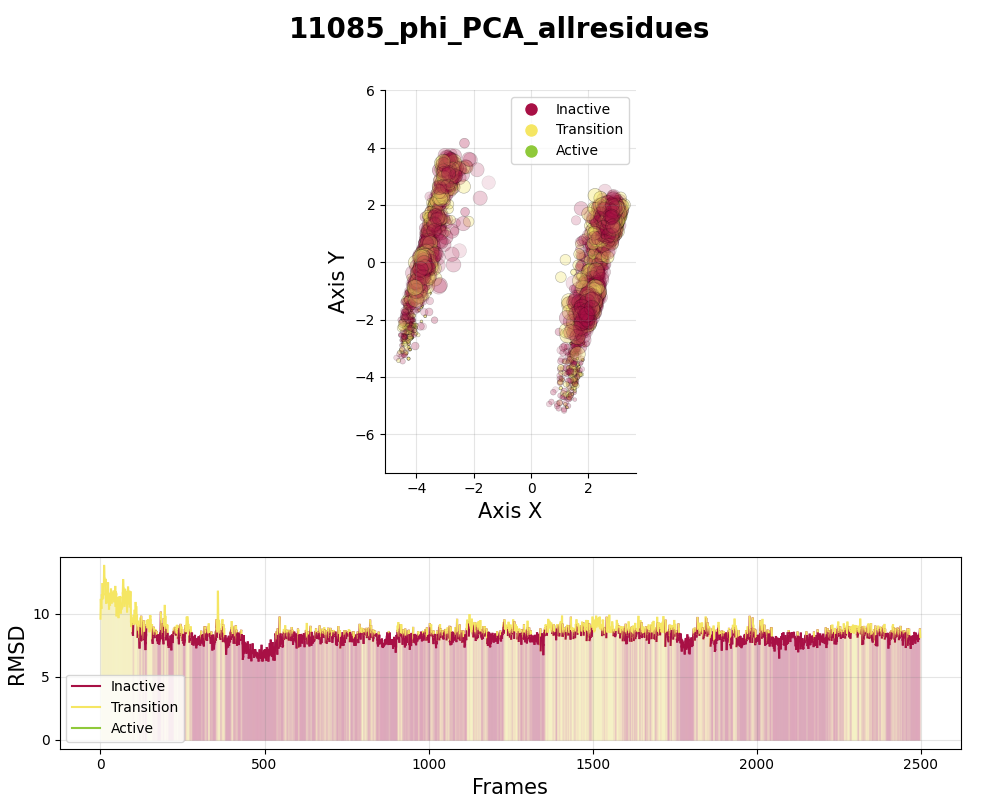 11085_phi_PCA_allresidues
6
4
2
0
−2
−4
−6
Axis Y
Inactive
Transition
Active
−4 −2 0 2
Axis X
10
5
0
RMSD
Inactive
Transition
Active
0 500 1000 1500 2000 2500
Frames